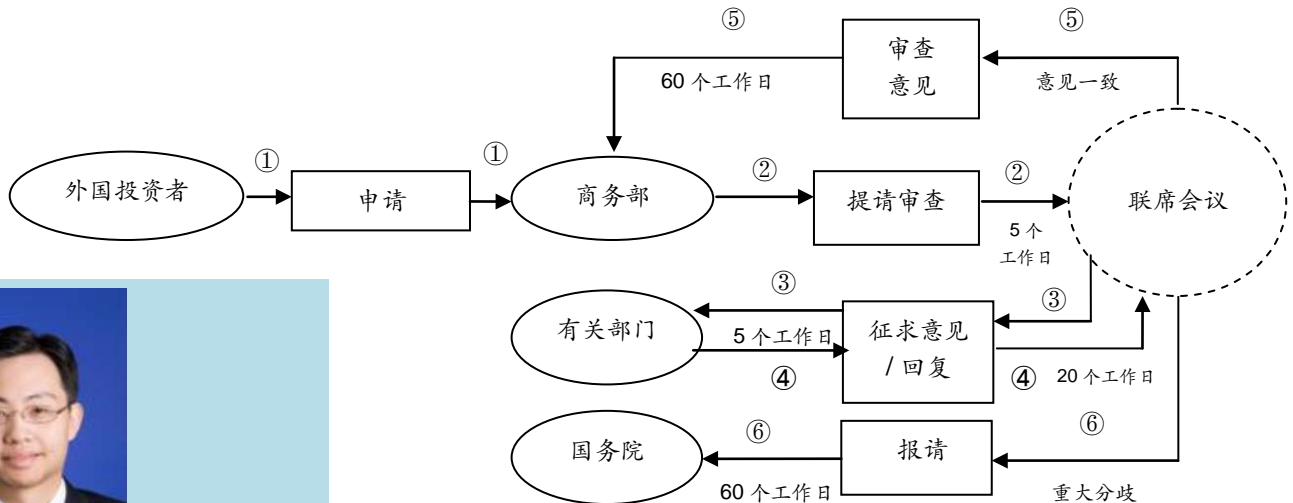 ⑤ ⑤
审查
意见
60 个工作日 意见一致
① ① ② ②
外国投资者 申请 商务部 提请审查 联席会议
5 个
工作日
③ ③
有关部门 5 个工作日 征求意见
/ 回复
④ ④ 20 个工作日
⑥ ⑥
国务院 报请
60 个工作日 重大分歧